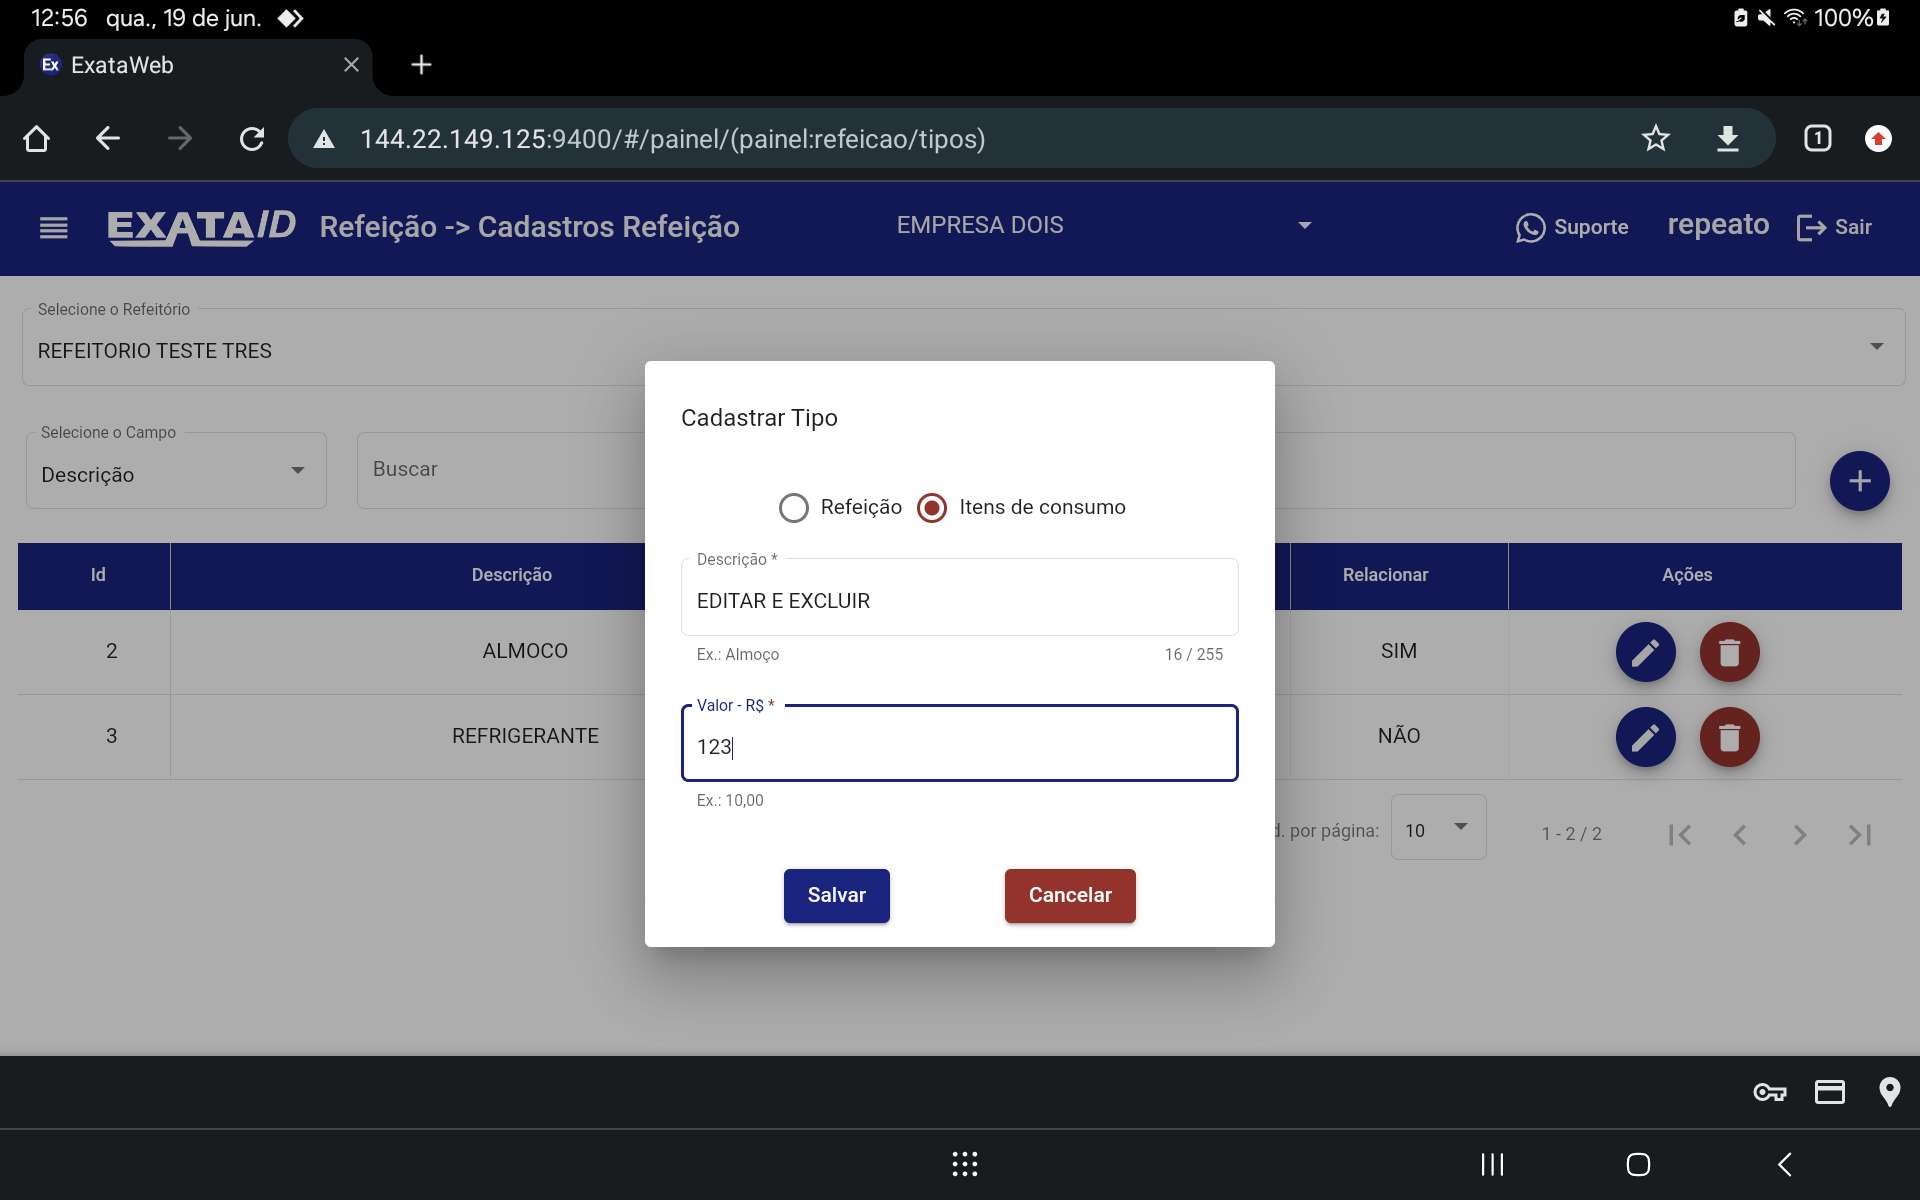 12:56 qua., 19 de jun. 100%
Ex ExataWeb
144.22.149.125:9400/#/painel/(painel:refeicao/tipos) 1
EXATAID Refeição -> Cadastros Refeição EMPRESA DOIS Suporte repeato Sair
Selecione o Refeitório
REFEITORIO TESTE TRES
Cadastrar Tipo
Selecione o Campo
Descrição Buscar
Refeição Itens de consumo
Id Descrição Relacionar Ações
Descrição *
EDITAR E EXCLUIR
Ex.: Almoço 16 / 255
2 ALMOCO SIM
Valor - R$ *
123
3 REFRIGERANTE NÃO
Ex.: 10,00
d. por página: 10 1 - 2 / 2
Salvar Cancelar